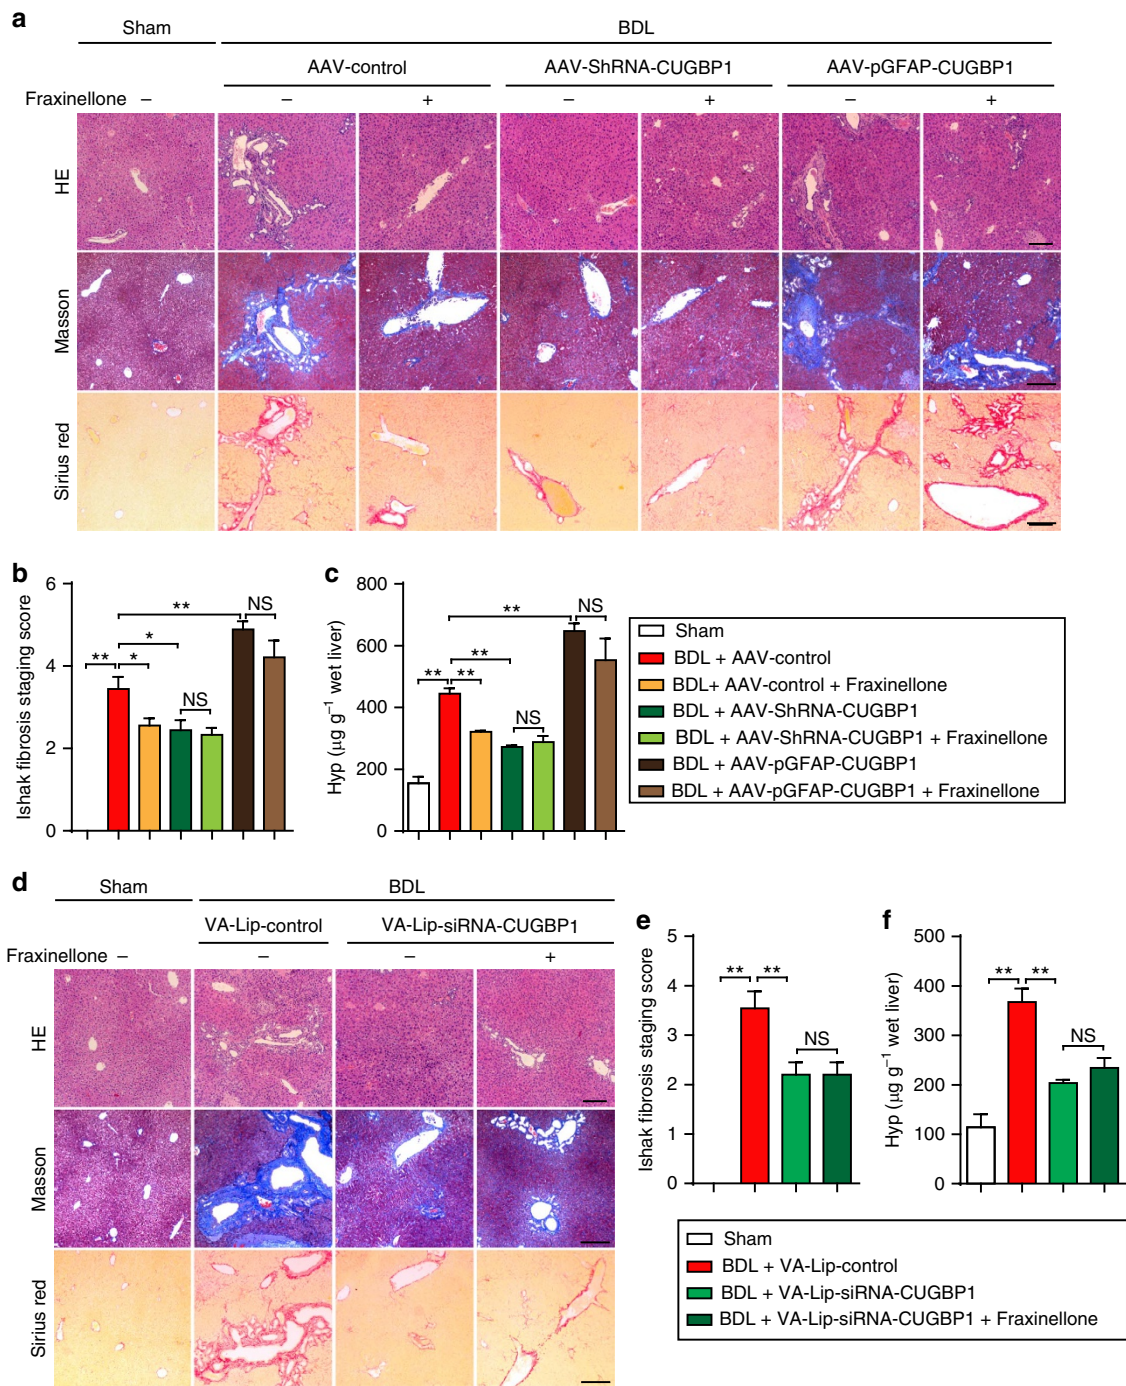 a
Sham
BDL
AAV-control
AAV-ShRNA-CUGBP1
AAV-pGFAP-CUGBP1
Fraxinellone − − + − + − +
HE
Masson
Sirius red
b
Ishak fibrosis staging score
6
4
2
0
** * * ** NS NS
c
Hyp (µg g⁻¹ wet liver)
800
600
400
200
0
** ** ** ** NS NS
Sham
BDL + AAV-control
BDL+ AAV-control + Fraxinellone
BDL + AAV-ShRNA-CUGBP1
BDL + AAV-ShRNA-CUGBP1 + Fraxinellone
BDL + AAV-pGFAP-CUGBP1
BDL + AAV-pGFAP-CUGBP1 + Fraxinellone
d
Sham
BDL
VA-Lip-control
VA-Lip-siRNA-CUGBP1
Fraxinellone − − − +
HE
Masson
Sirius red
e
Ishak fibrosis staging score
5
4
3
2
1
0
** ** NS
f
Hyp (µg g⁻¹ wet liver)
500
400
300
200
100
0
** ** NS
Sham
BDL + VA-Lip-control
BDL + VA-Lip-siRNA-CUGBP1
BDL + VA-Lip-siRNA-CUGBP1 + Fraxinellone